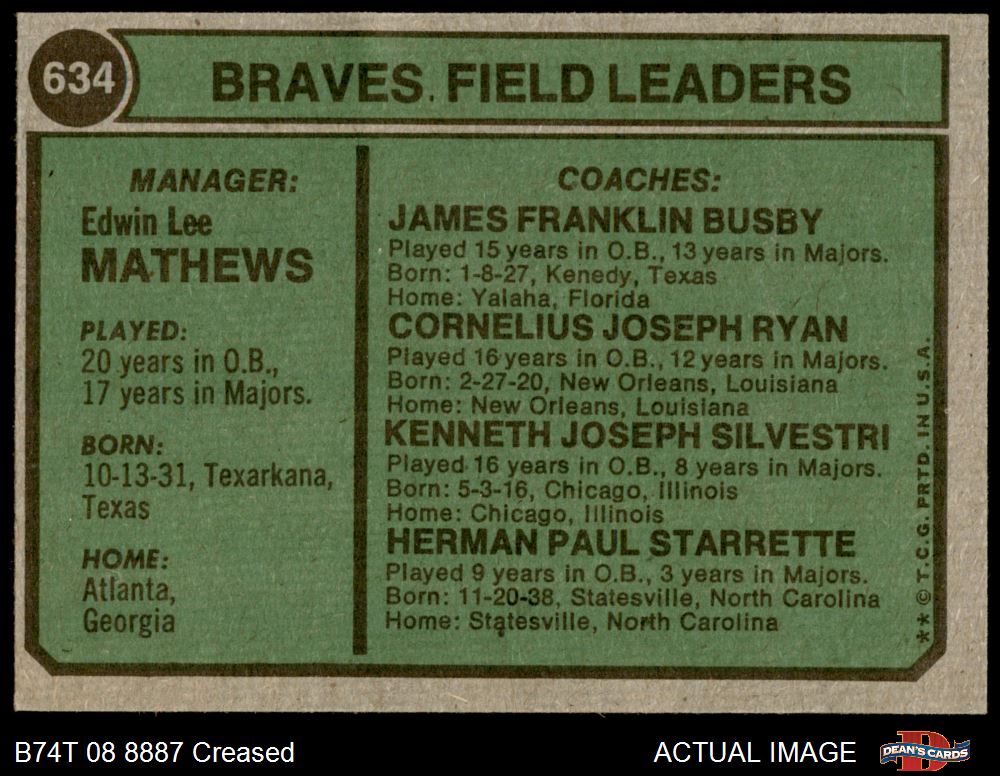 634
BRAVES FIELD LEADERS
MANAGER:
Edwin Lee
MATHEWS
PLAYED:
20 years in O.B.,
17 years in Majors.
BORN:
10-13-31, Texarkana,
Texas
HOME:
Atlanta,
Georgia
COACHES:
JAMES FRANKLIN BUSBY
Played 15 years in O.B., 13 years in Majors.
Born: 1-8-27, Kenedy, Texas
Home: Yalaha, Florida
CORNELIUS JOSEPH RYAN
Played 16 years in O.B., 12 years in Majors.
Born: 2-27-20, New Orleans, Louisiana
Home: New Orleans, Louisiana
KENNETH JOSEPH SILVESTRI
Played 16 years in O.B., 8 years in Majors.
Born: 5-3-16, Chicago, Illinois
Home: Chicago, Illinois
HERMAN PAUL STARRETTE
Played 9 years in O.B., 3 years in Majors.
Born: 11-20-38, Statesville, North Carolina
Home: Statesville, North Carolina
** © T.C.G. PRTD. IN U.S.A.
B74T 08 8887 Creased
ACTUAL IMAGE
DEAN'S CARDS